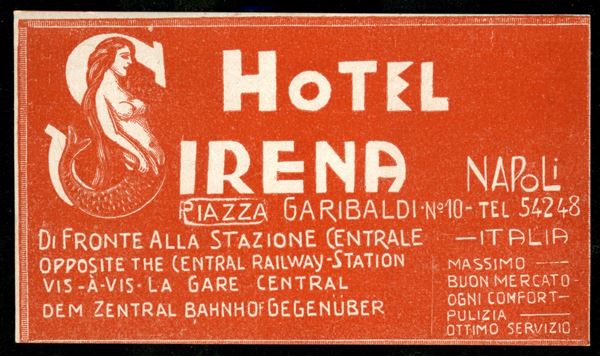 HOTEL
SIRENA
NAPOLI
PIAZZA GARIBALDI · Nº10 - TEL 54248
DI FRONTE ALLA STAZIONE CENTRALE
OPPOSITE THE CENTRAL RAILWAY-STATION
VIS-À-VIS · LA GARE CENTRAL
DEM ZENTRAL BAHNHOF GEGENÜBER
—ITALIA
MASSIMO —
BUON MERCATO -
OGNI COMFORT -
PULIZIA —
OTTIMO SERVIZIO -